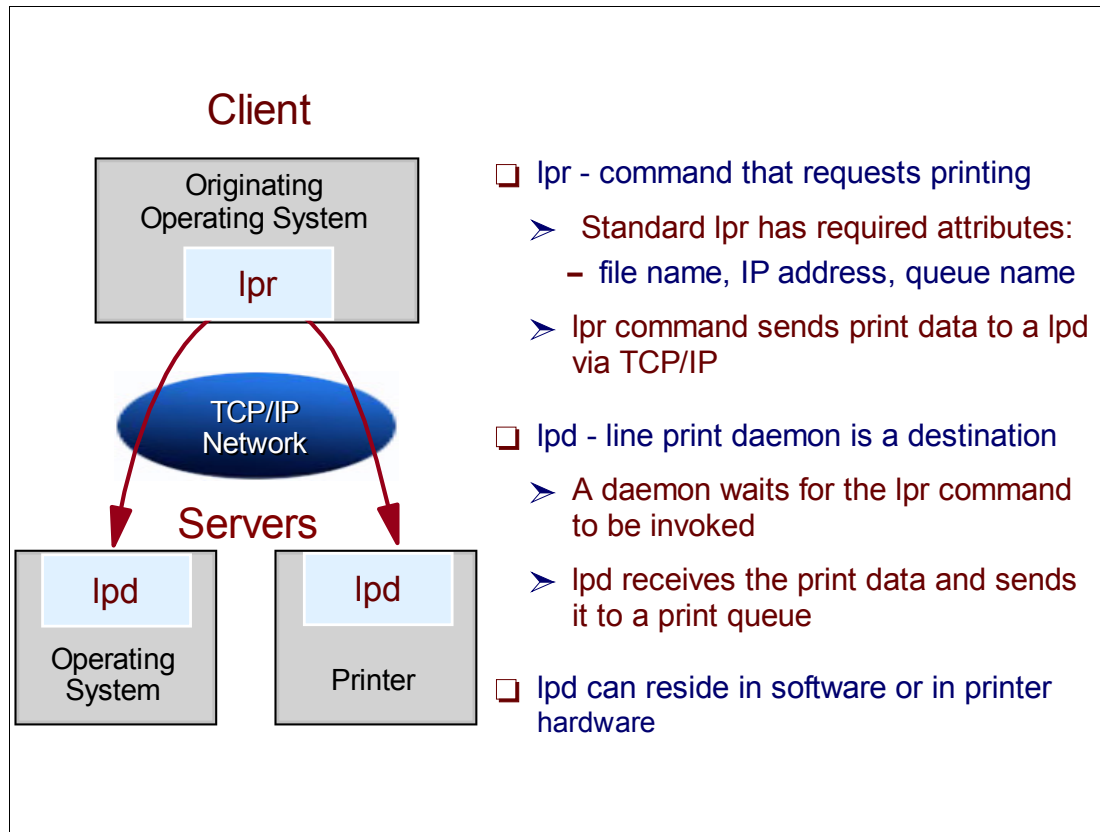 Client
Originating
Operating System
lpr
TCP/IP
Network
Servers
lpd
Operating
System
lpd
Printer
❏ lpr - command that requests printing
➢ Standard lpr has required attributes:
– file name, IP address, queue name
➢ lpr command sends print data to a lpd
via TCP/IP
❏ lpd - line print daemon is a destination
➢ A daemon waits for the lpr command
to be invoked
➢ lpd receives the print data and sends
it to a print queue
❏ lpd can reside in software or in printer
hardware